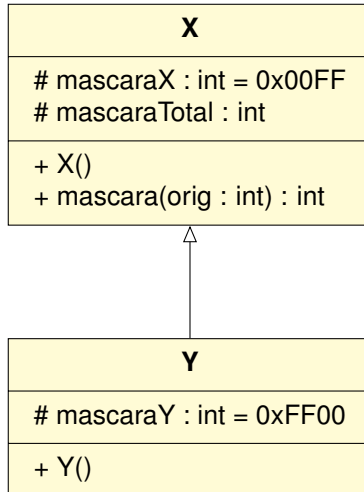 X
# mascaraX : int = 0x00FF
# mascaraTotal : int
+ X()
+ mascara(orig : int) : int
Y
# mascaraY : int = 0xFF00
+ Y()